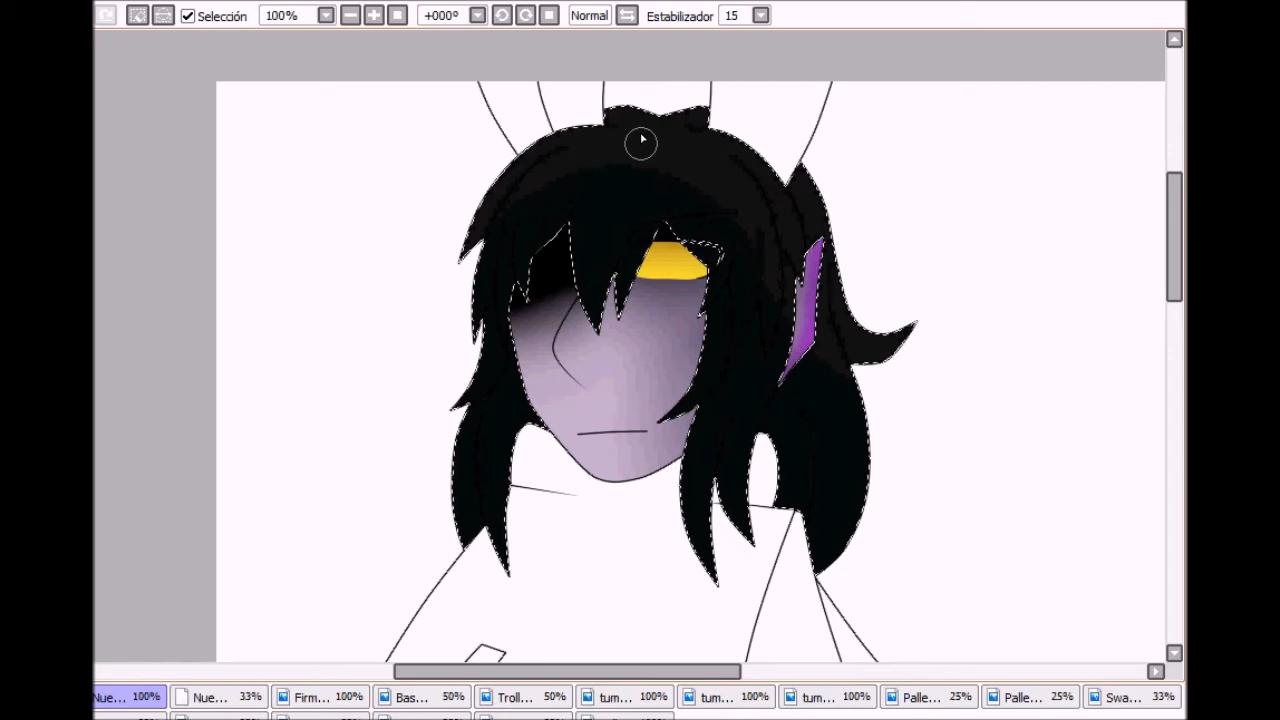 Selección 100% +000º Normal Estabilizador 15
Nue... 100% Nue... 33% Firm... 100% Bas... 50% Troll... 50% tum... 100% tum... 100% tum... 100% Palle... 25% Palle... 25% Swa... 33%